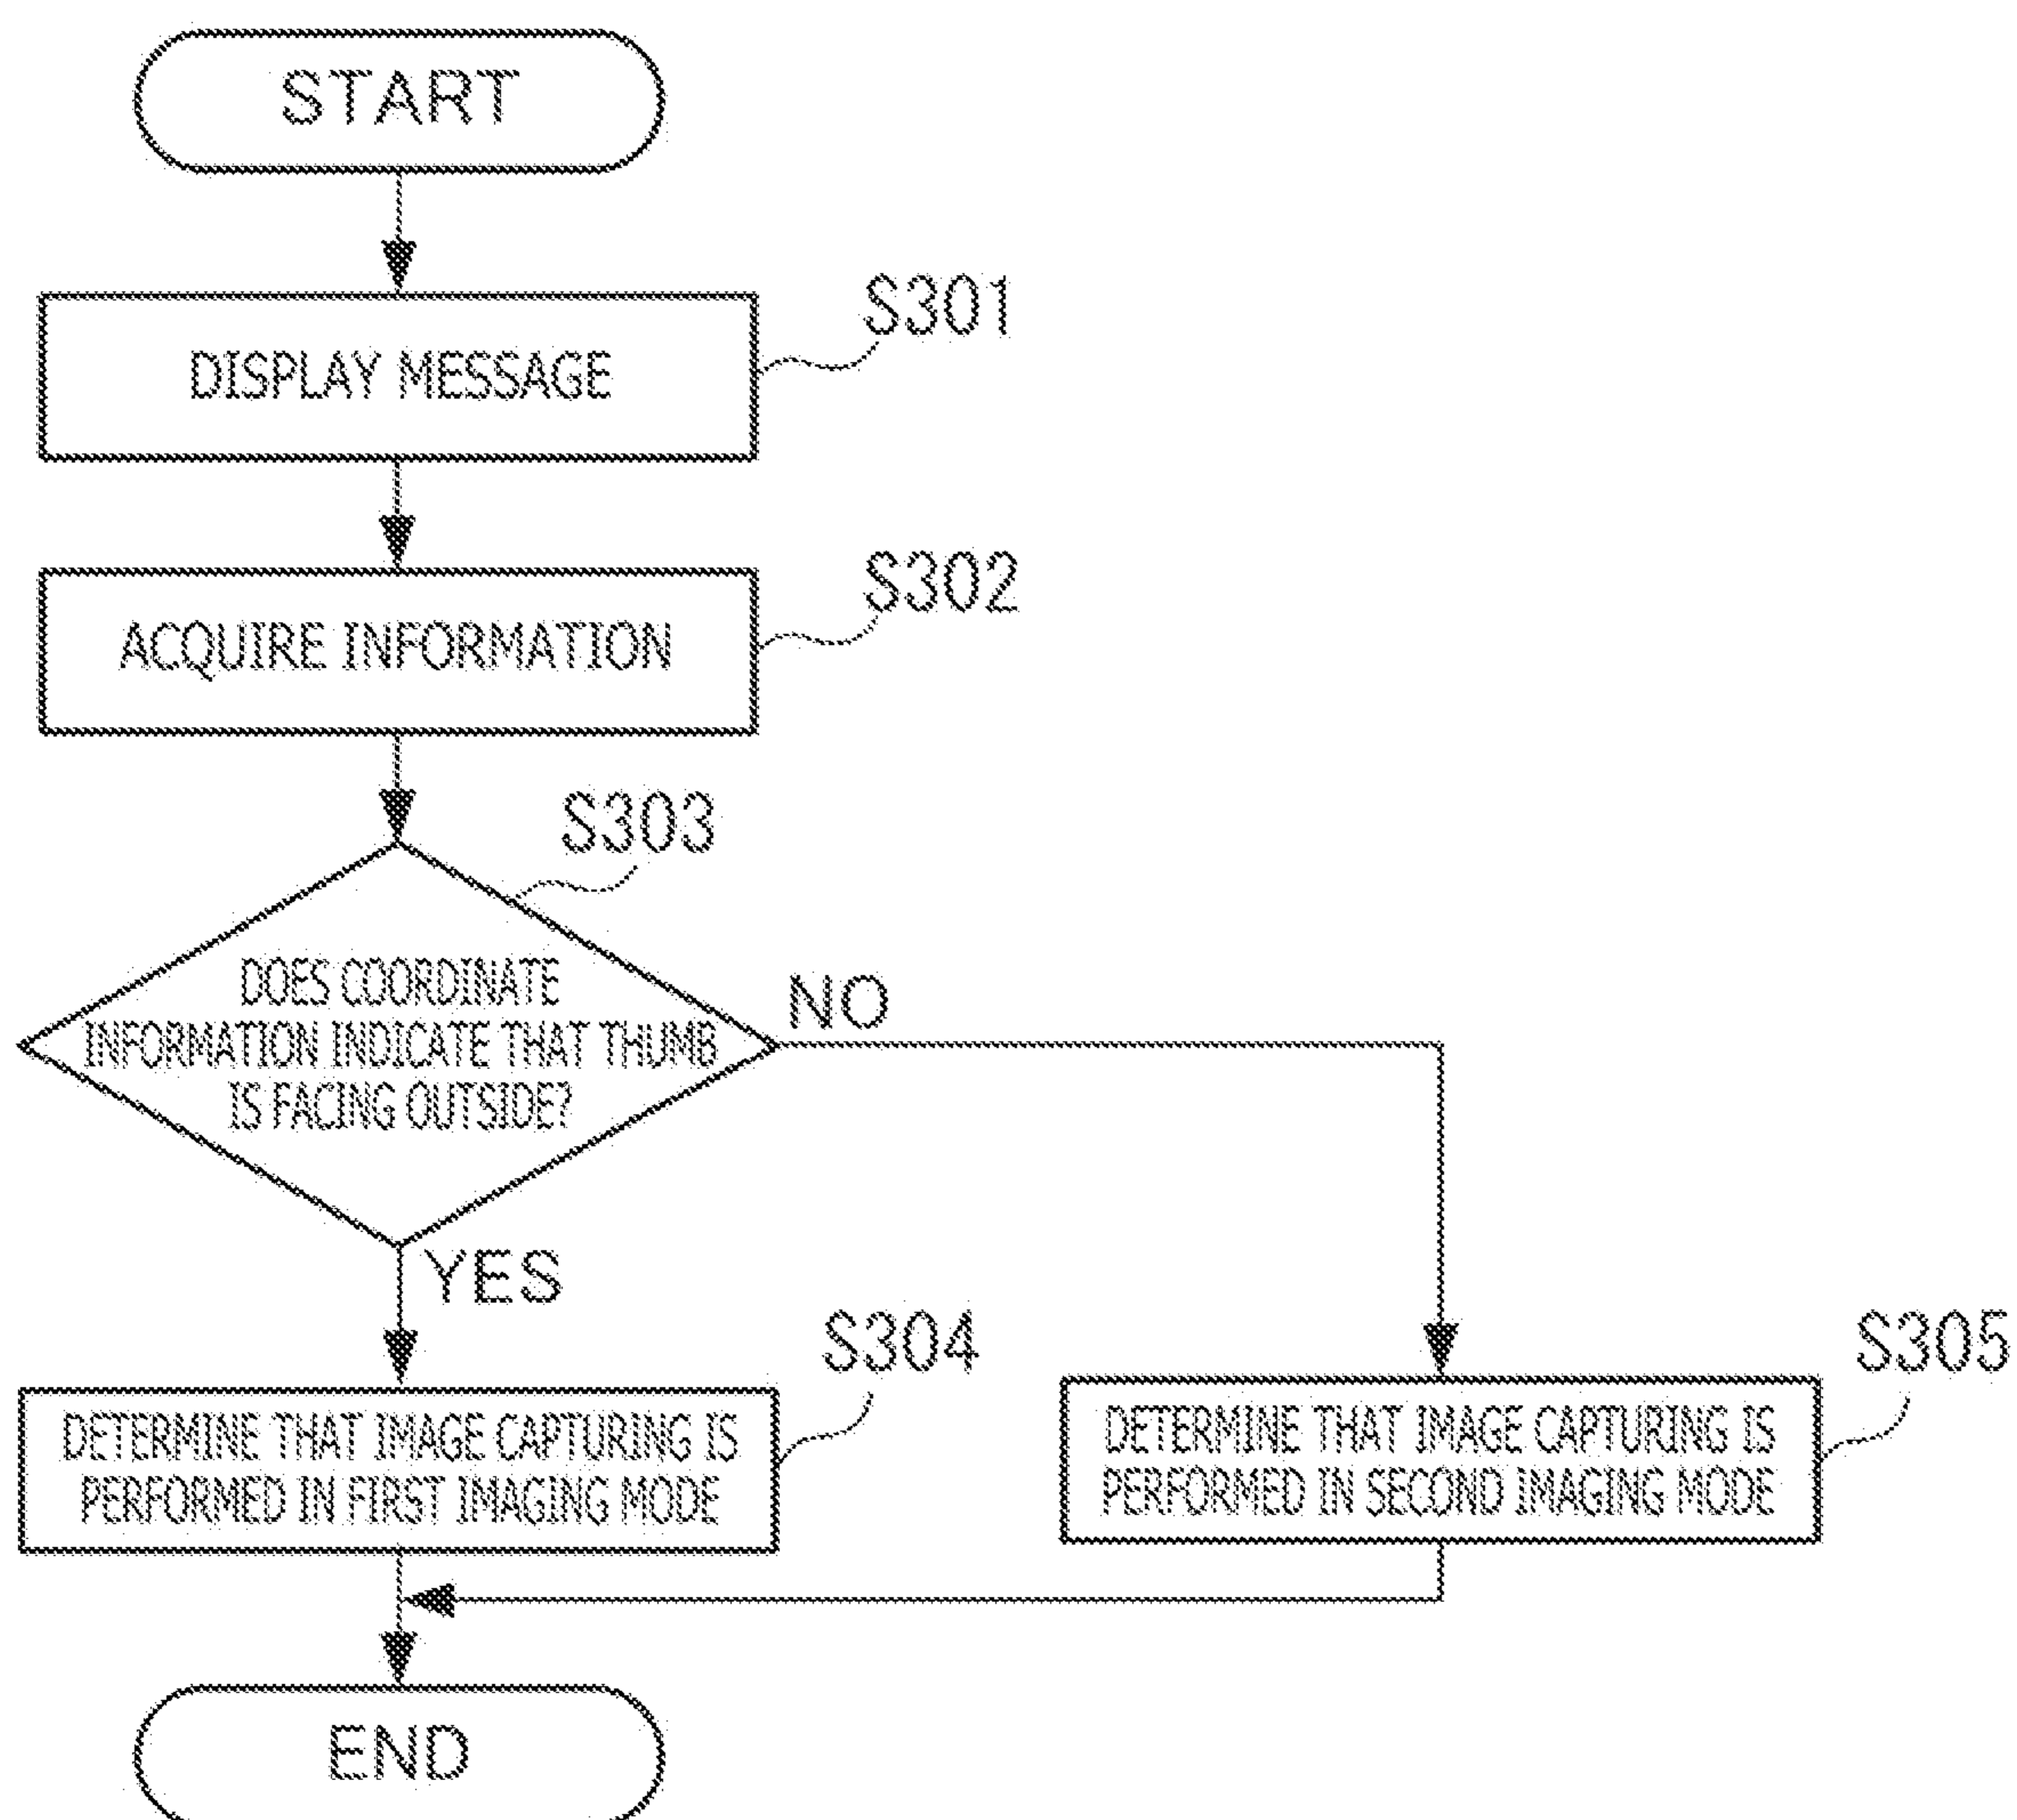 START
S301
DISPLAY MESSAGE
S302
ACQUIRE INFORMATION
S303
DOES COORDINATE
INFORMATION INDICATE THAT THUMB
IS FACING OUTSIDE?
NO
YES
S304
DETERMINE THAT IMAGE CAPTURING IS
PERFORMED IN FIRST IMAGING MODE
S305
DETERMINE THAT IMAGE CAPTURING IS
PERFORMED IN SECOND IMAGING MODE
END